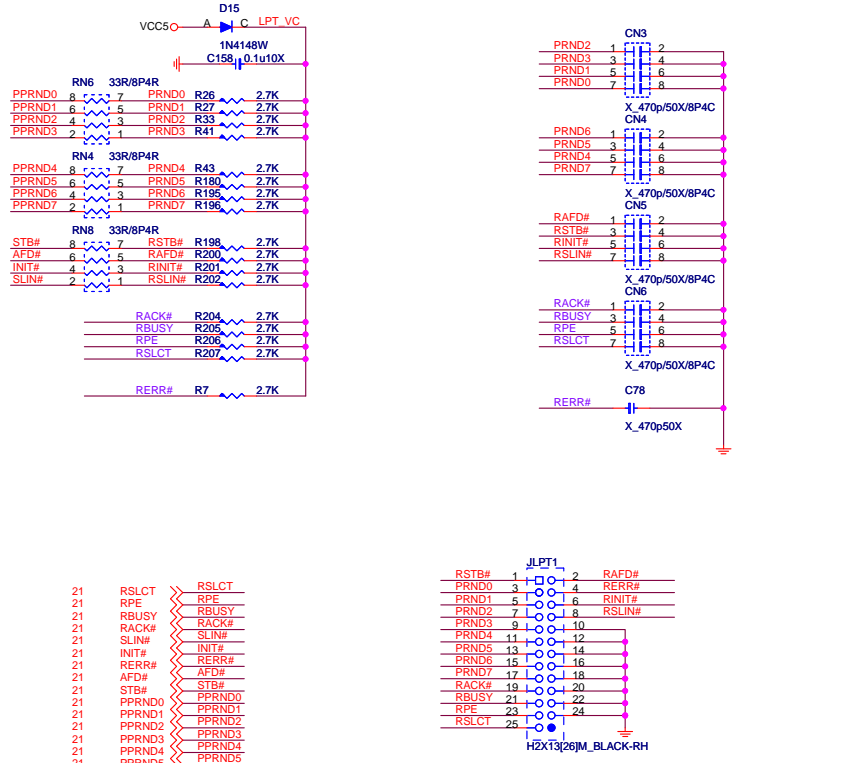 D15
VCC5 A C LPT_VC
1N4148W
C158 0.1u10X
RN6 33R/8P4R
PPRND0 8 7 PRND0 R26 2.7K
PPRND1 6 5 PRND1 R27 2.7K
PPRND2 4 3 PRND2 R33 2.7K
PPRND3 2 1 PRND3 R41 2.7K
RN4 33R/8P4R
PPRND4 8 7 PRND4 R43 2.7K
PPRND5 6 5 PRND5 R180 2.7K
PPRND6 4 3 PRND6 R195 2.7K
PPRND7 2 1 PRND7 R196 2.7K
RN8 33R/8P4R
STB# 8 7 RSTB# R198 2.7K
AFD# 6 5 RAFD# R200 2.7K
INIT# 4 3 RINIT# R201 2.7K
SLIN# 2 1 RSLIN# R202 2.7K
RACK# R204 2.7K
RBUSY R205 2.7K
RPE R206 2.7K
RSLCT R207 2.7K
RERR# R7 2.7K
CN3
PRND2 1 2
PRND3 3 4
PRND1 5 6
PRND0 7 8
X_470p/50X/8P4C
CN4
PRND6 1 2
PRND5 3 4
PRND4 5 6
PRND7 7 8
X_470p/50X/8P4C
CN5
RAFD# 1 2
RSTB# 3 4
RINIT# 5 6
RSLIN# 7 8
X_470p/50X/8P4C
CN6
RACK# 1 2
RBUSY 3 4
RPE 5 6
RSLCT 7 8
X_470p/50X/8P4C
C78
RERR#
X_470p50X
21 RSLCT RSLCT
21 RPE RPE
21 RBUSY RBUSY
21 RACK# RACK#
21 SLIN# SLIN#
21 INIT# INIT#
21 RERR# RERR#
21 AFD# AFD#
21 STB# STB#
21 PPRND0 PPRND0
21 PPRND1 PPRND1
21 PPRND2 PPRND2
21 PPRND3 PPRND3
21 PPRND4 PPRND4
21 PPRND5 PPRND5
JLPT1
RSTB# 1 2 RAFD#
PRND0 3 4 RERR#
PRND1 5 6 RINIT#
PRND2 7 8 RSLIN#
PRND3 9 10
PRND4 11 12
PRND5 13 14
PRND6 15 16
PRND7 17 18
RACK# 19 20
RBUSY 21 22
RPE 23 24
RSLCT 25
H2X13[26]M_BLACK-RH